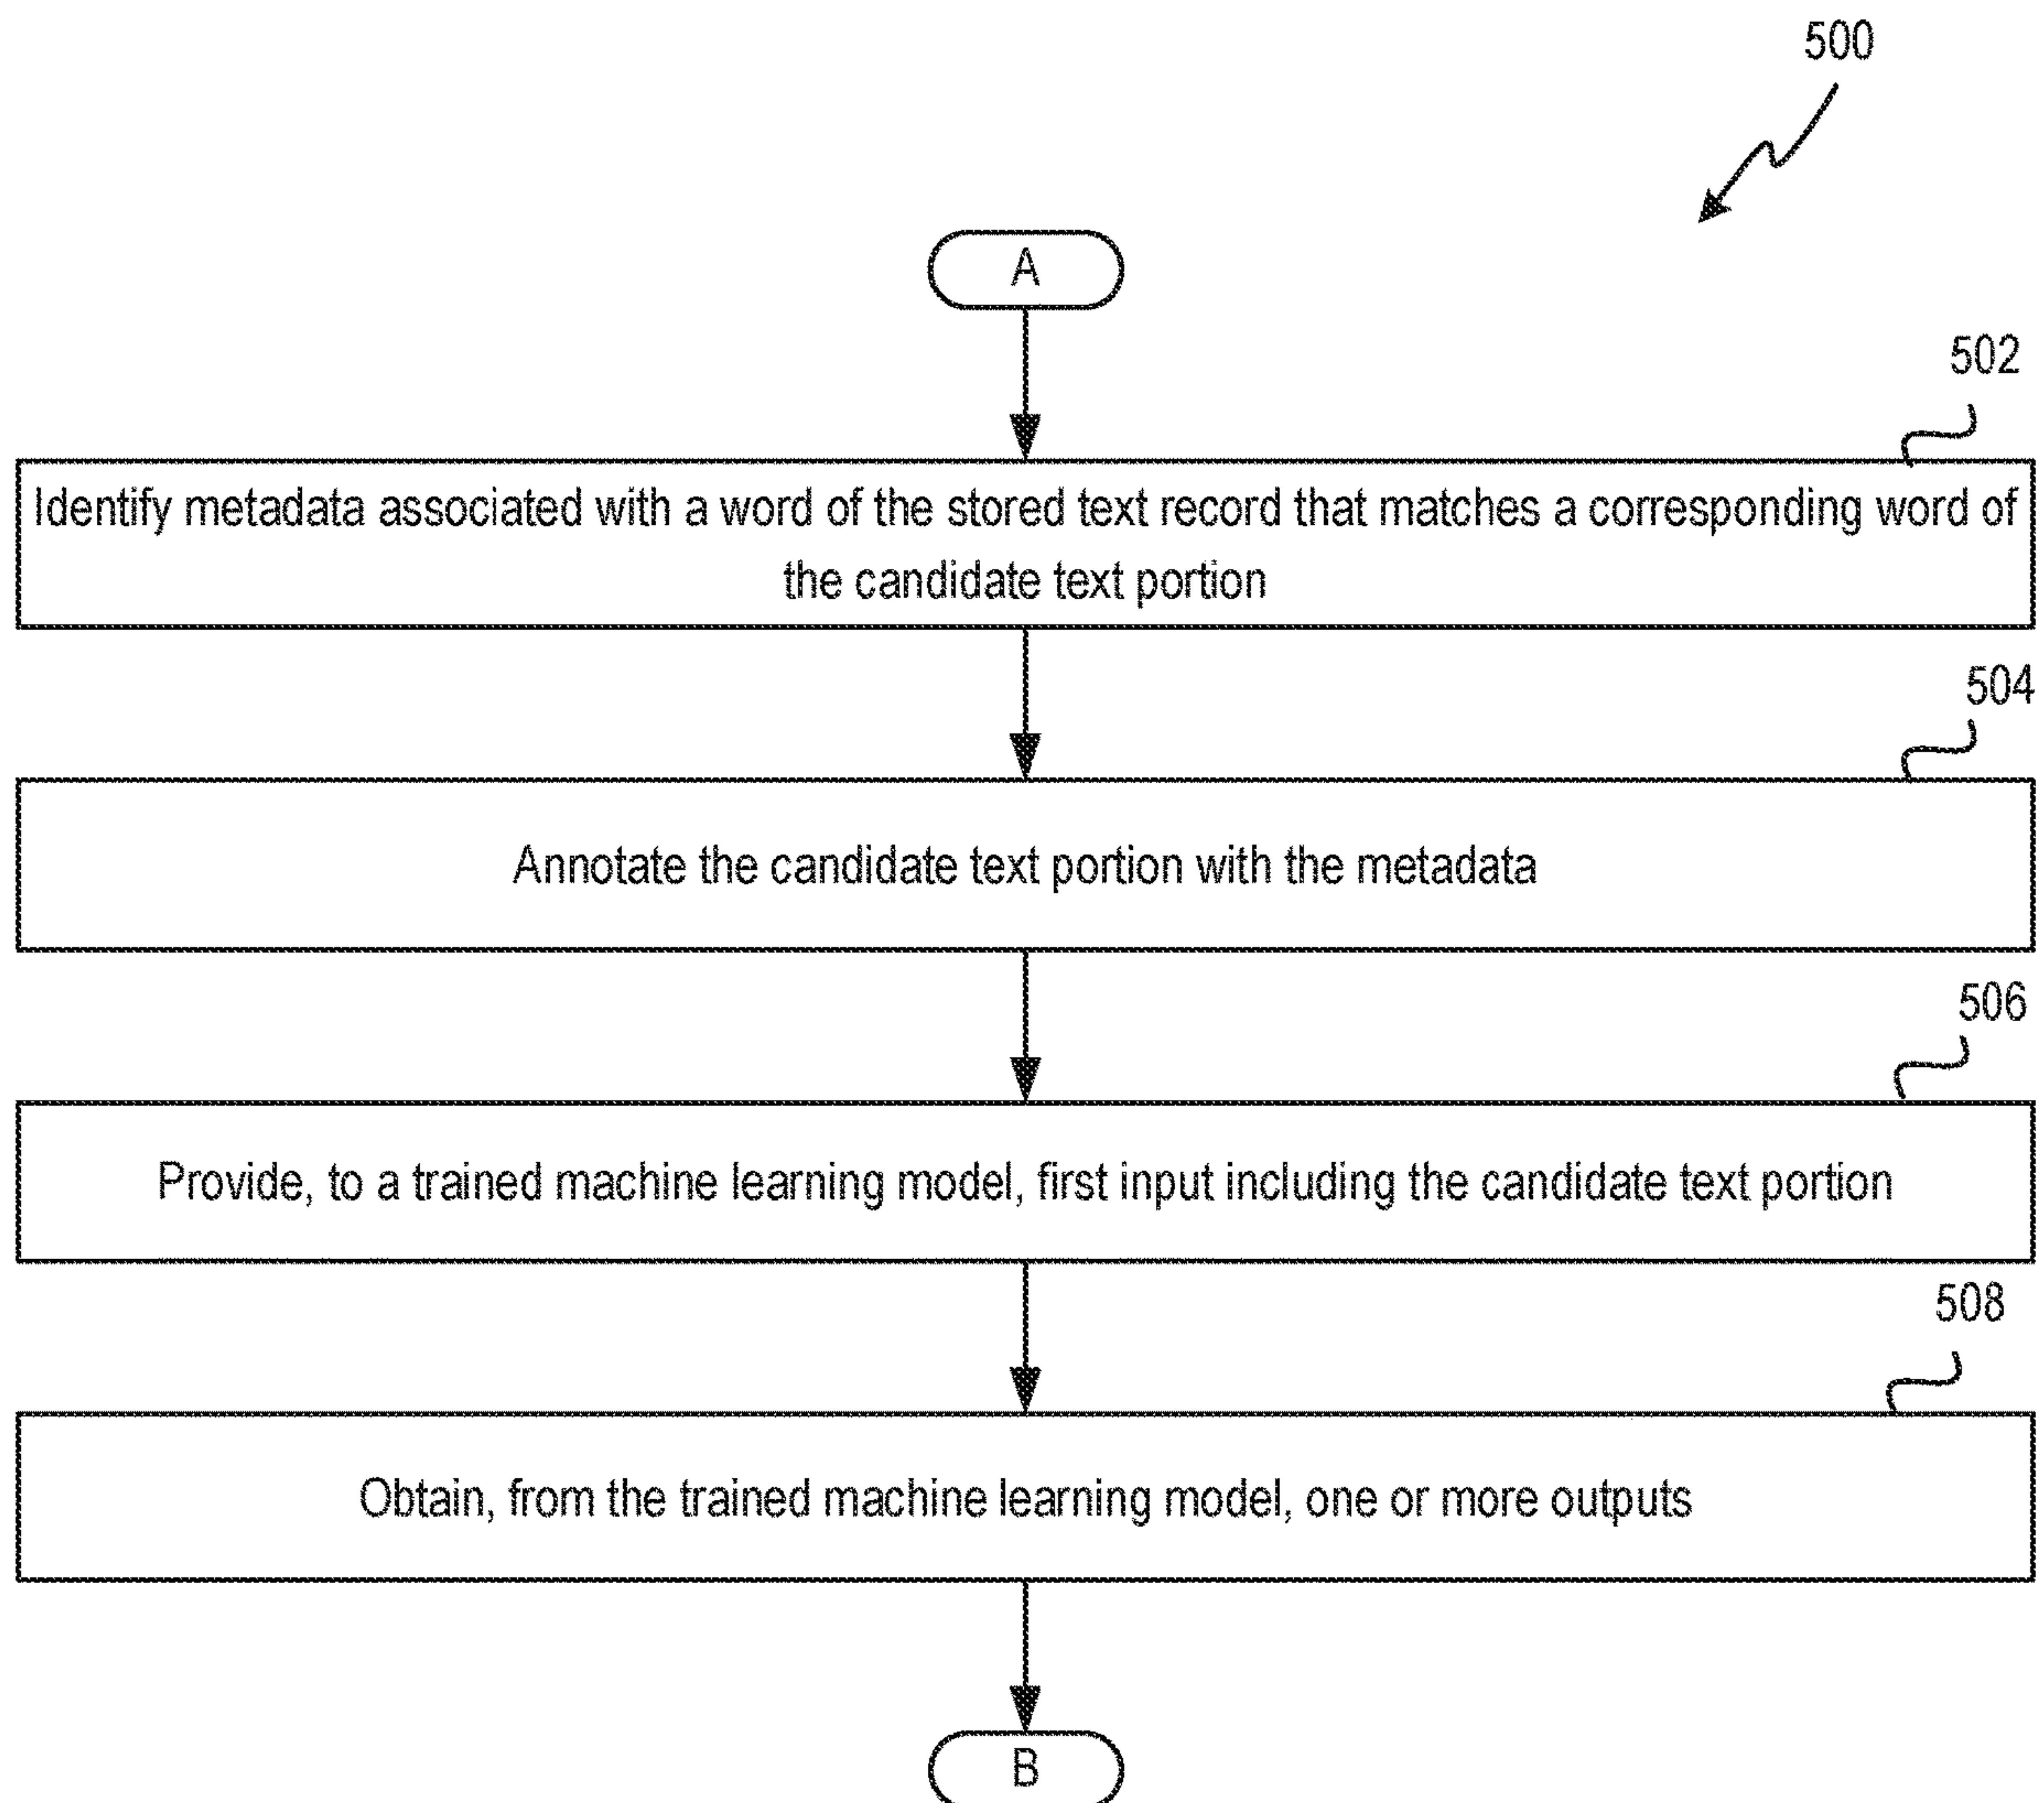 500
A
502
Identify metadata associated with a word of the stored text record that matches a corresponding word of
the candidate text portion
504
Annotate the candidate text portion with the metadata
506
Provide, to a trained machine learning model, first input including the candidate text portion
508
Obtain, from the trained machine learning model, one or more outputs
B